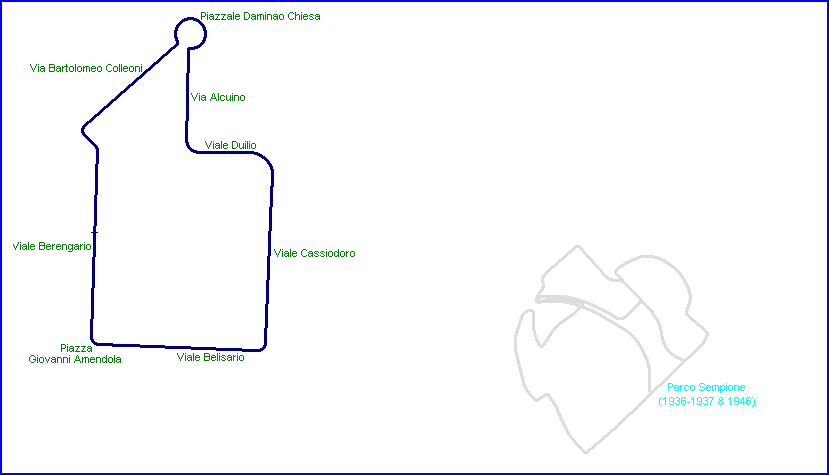 Piazzale Daminao Chiesa
Via Bartolomeo Colleoni
Via Alcuino
Viale Duilio
Viale Berengario
Viale Cassiodoro
Piazza
Giovanni Amendola
Viale Belisario
Parco Sempione
(1936-1937 & 1946)